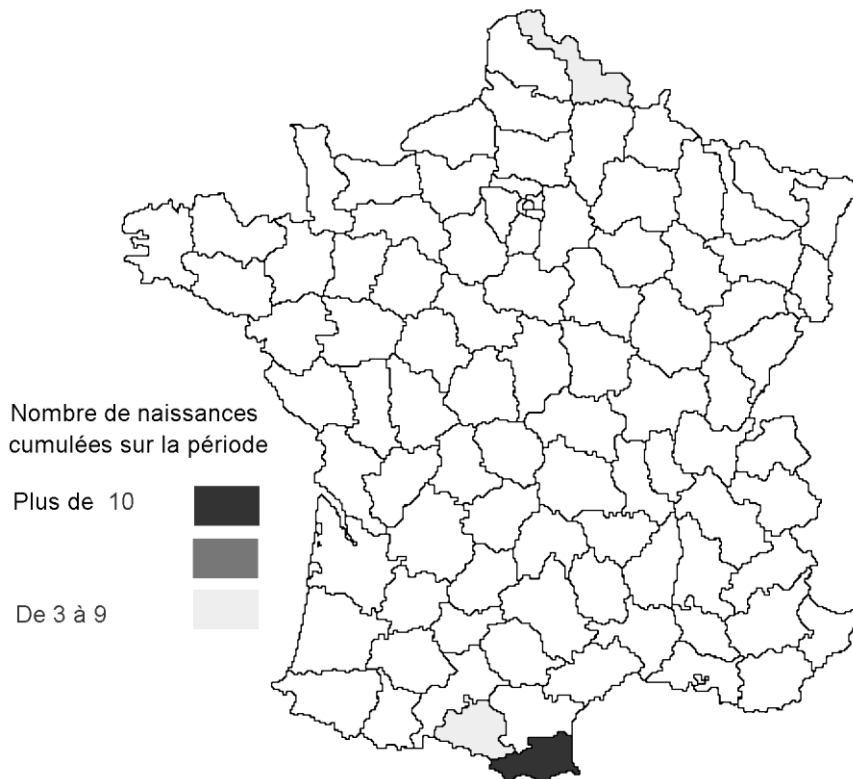 Nombre de naissances
cumulées sur la période
Plus de 10
De 3 à 9